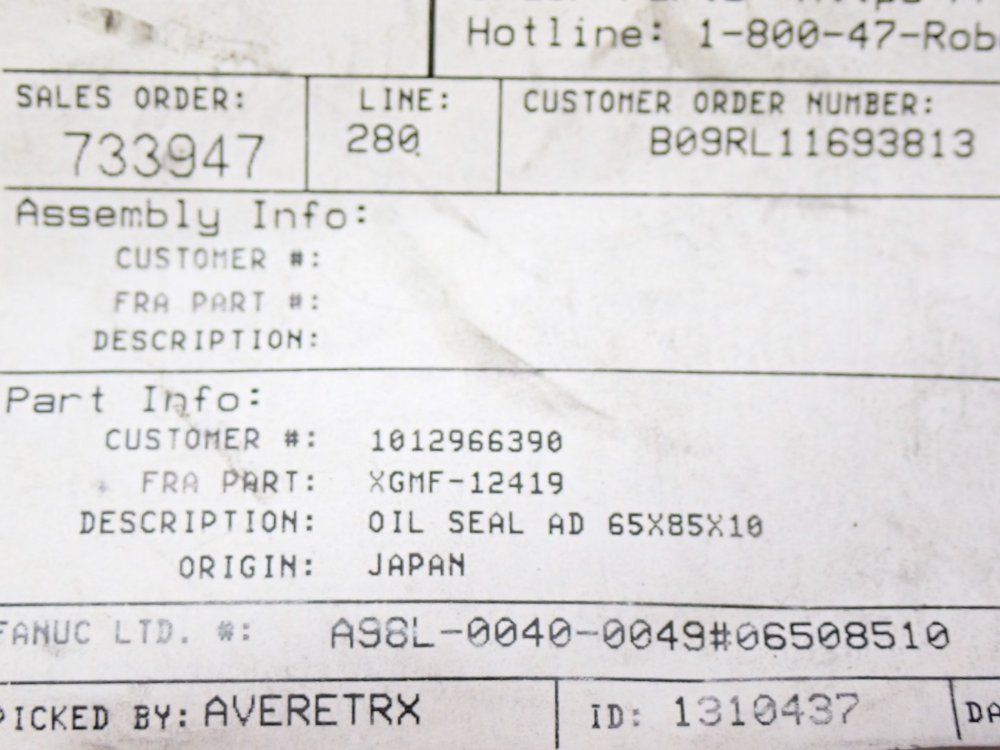 Hotline: 1-800-47-Rob
SALES ORDER: LINE: CUSTOMER ORDER NUMBER:
733947 280 B09RL11693813
Assembly Info:
CUSTOMER #:
FRA PART #:
DESCRIPTION:
Part Info:
CUSTOMER #: 1012966390
FRA PART: XGMF-12419
DESCRIPTION: OIL SEAL AD 65X85X10
ORIGIN: JAPAN
FANUC LTD. #: A98L-0040-0049#06508510
PICKED BY: AVERETRX ID: 1310437 DA